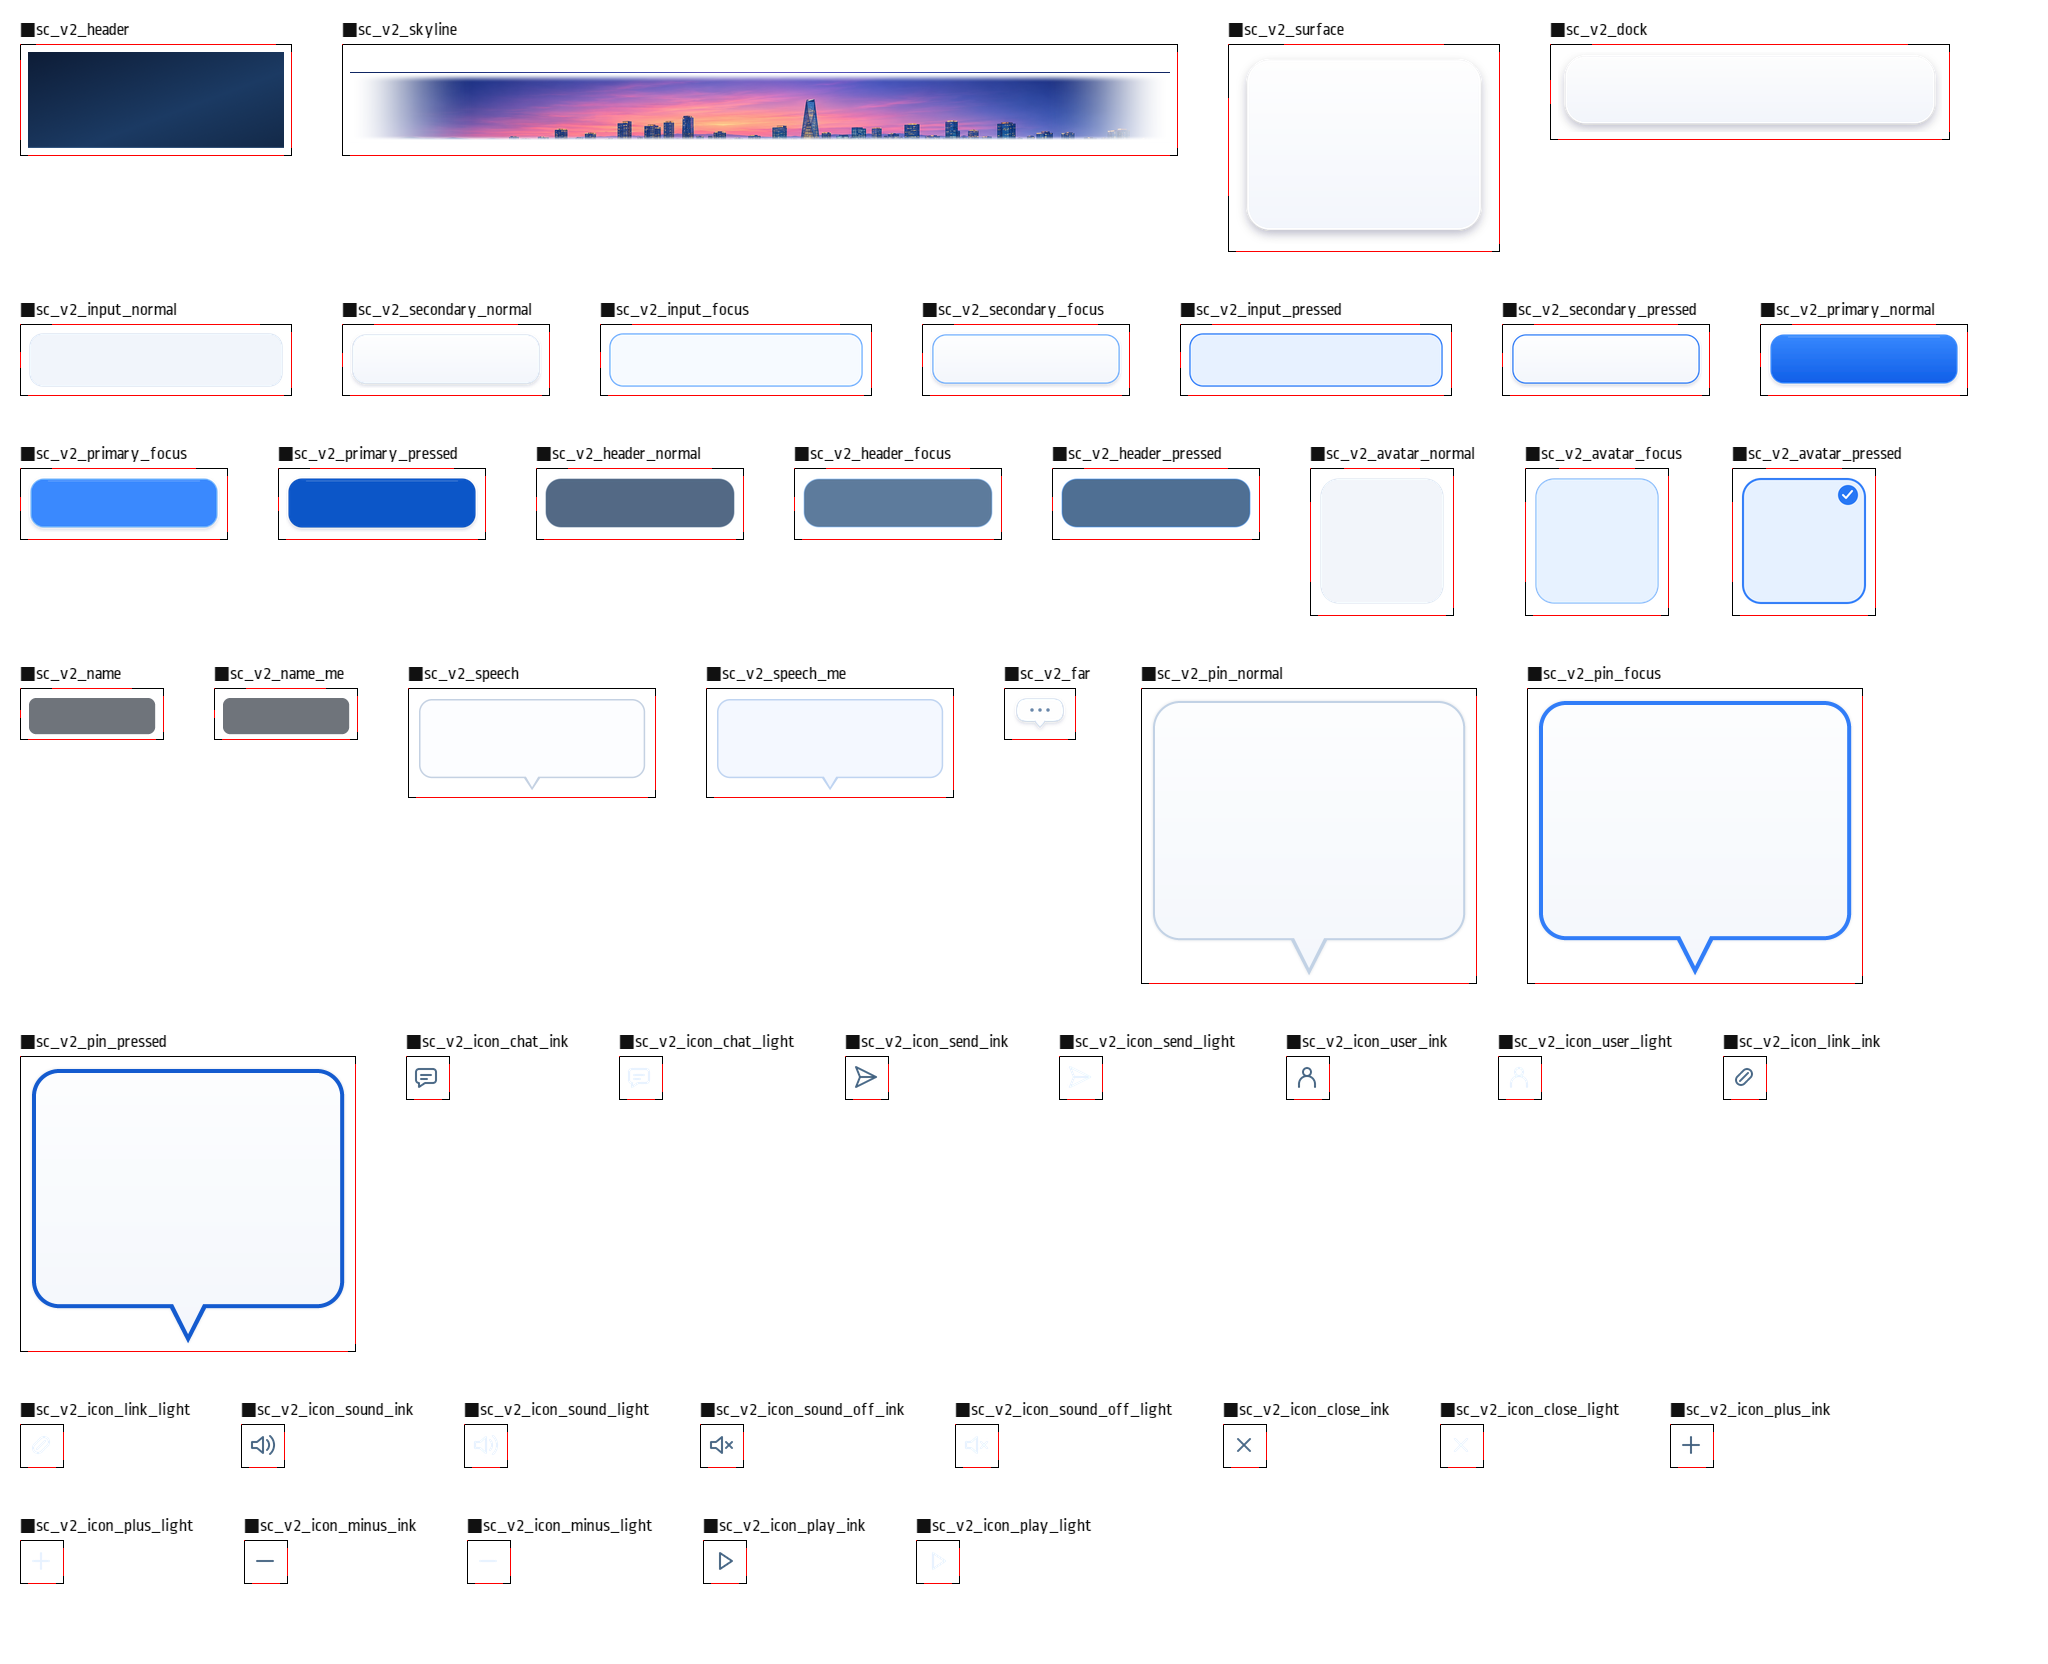 ■sc_v2_header ■sc_v2_skyline ■sc_v2_surface ■sc_v2_dock
■sc_v2_input_normal ■sc_v2_secondary_normal ■sc_v2_input_focus ■sc_v2_secondary_focus ■sc_v2_input_pressed ■sc_v2_secondary_pressed ■sc_v2_primary_normal
■sc_v2_primary_focus ■sc_v2_primary_pressed ■sc_v2_header_normal ■sc_v2_header_focus ■sc_v2_header_pressed ■sc_v2_avatar_normal ■sc_v2_avatar_focus ■sc_v2_avatar_pressed
■sc_v2_name ■sc_v2_name_me ■sc_v2_speech ■sc_v2_speech_me ■sc_v2_far ■sc_v2_pin_normal ■sc_v2_pin_focus
■sc_v2_pin_pressed ■sc_v2_icon_chat_ink ■sc_v2_icon_chat_light ■sc_v2_icon_send_ink ■sc_v2_icon_send_light ■sc_v2_icon_user_ink ■sc_v2_icon_user_light ■sc_v2_icon_link_ink
■sc_v2_icon_link_light ■sc_v2_icon_sound_ink ■sc_v2_icon_sound_light ■sc_v2_icon_sound_off_ink ■sc_v2_icon_sound_off_light ■sc_v2_icon_close_ink ■sc_v2_icon_close_light ■sc_v2_icon_plus_ink
■sc_v2_icon_plus_light ■sc_v2_icon_minus_ink ■sc_v2_icon_minus_light ■sc_v2_icon_play_ink ■sc_v2_icon_play_light